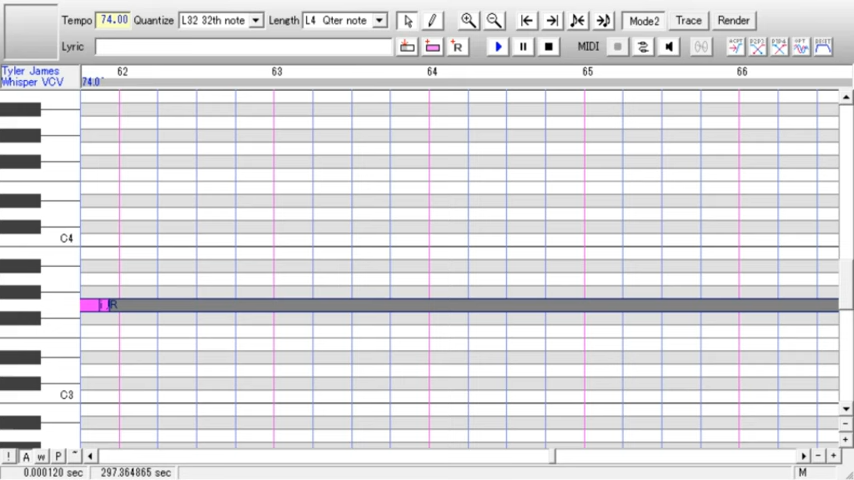 Tempo 74.00 Quantize L32 32th note Length L4 Qter note Mode2 Trace Render
Lyric +R MIDI
Tyler James
Whisper VCV
62 63 64 65 66
74.0
C4
R
C3
! A w P ~
0.000120 sec 297.364865 sec M